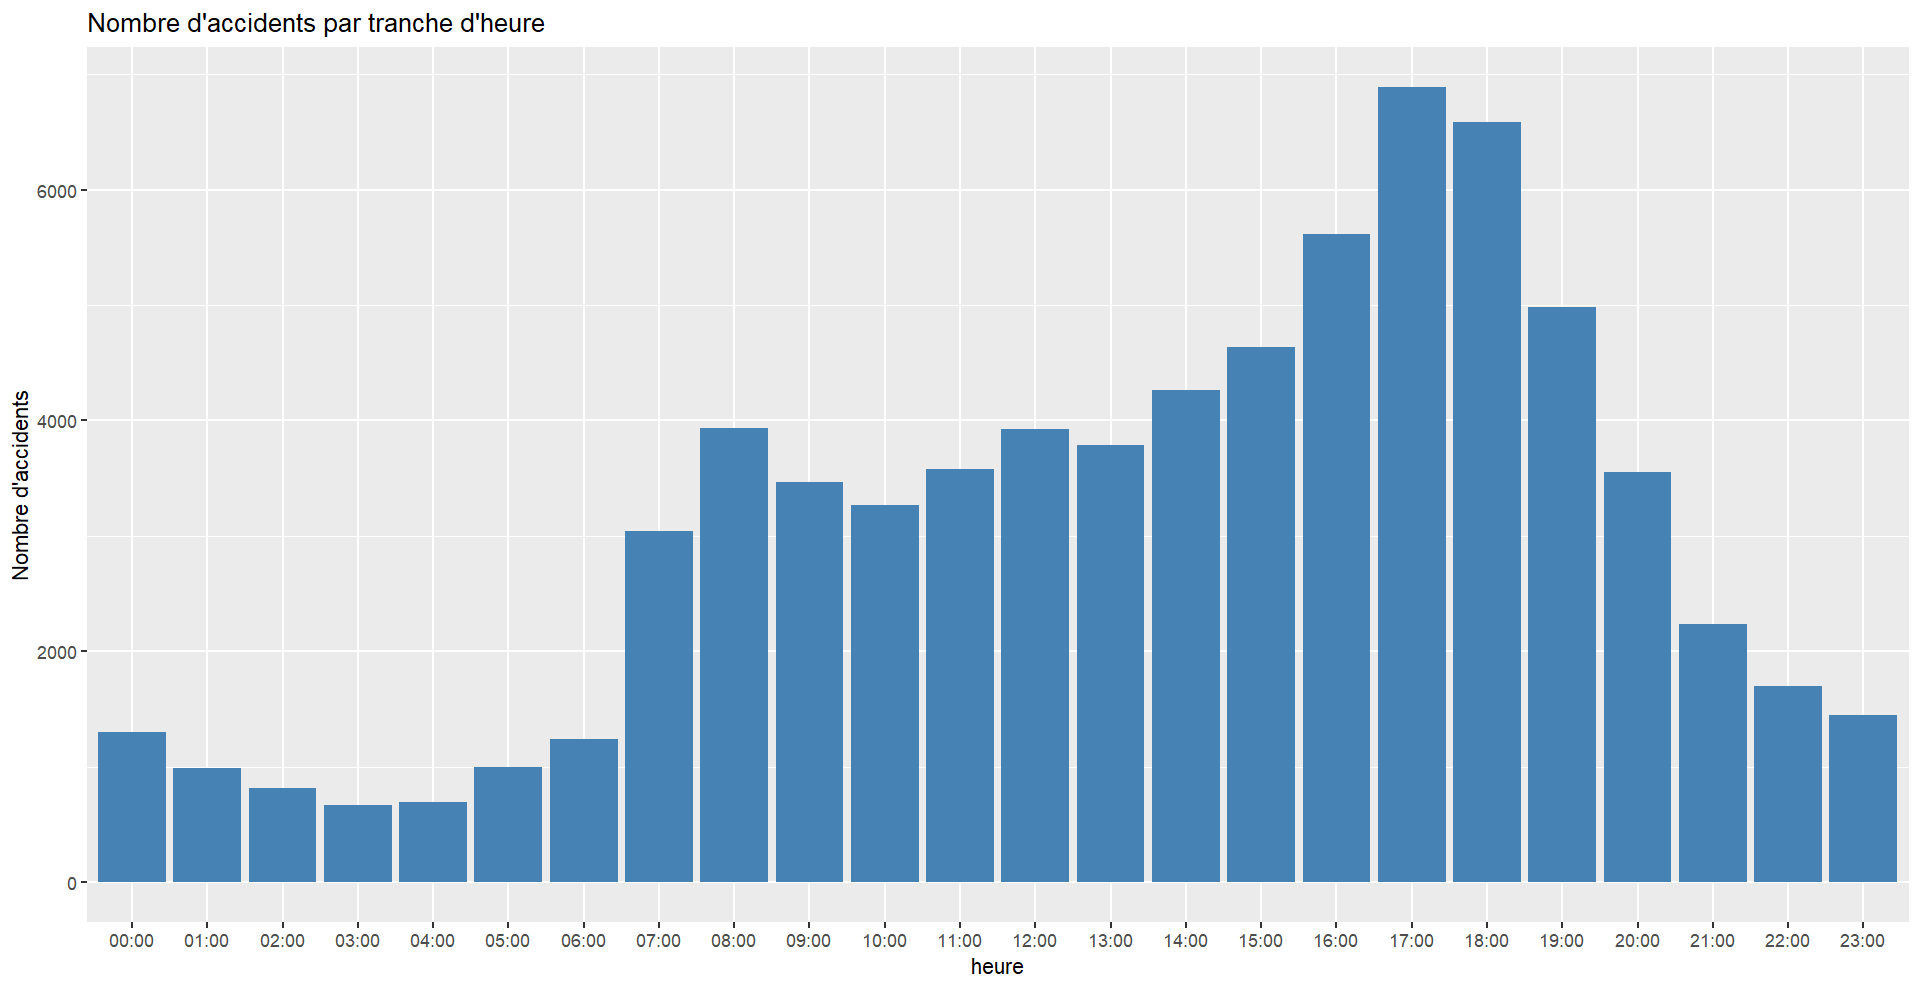 Nombre d'accidents par tranche d'heure
Nombre d'accidents
6000
4000
2000
0
00:00 01:00 02:00 03:00 04:00 05:00 06:00 07:00 08:00 09:00 10:00 11:00 12:00 13:00 14:00 15:00 16:00 17:00 18:00 19:00 20:00 21:00 22:00 23:00
heure